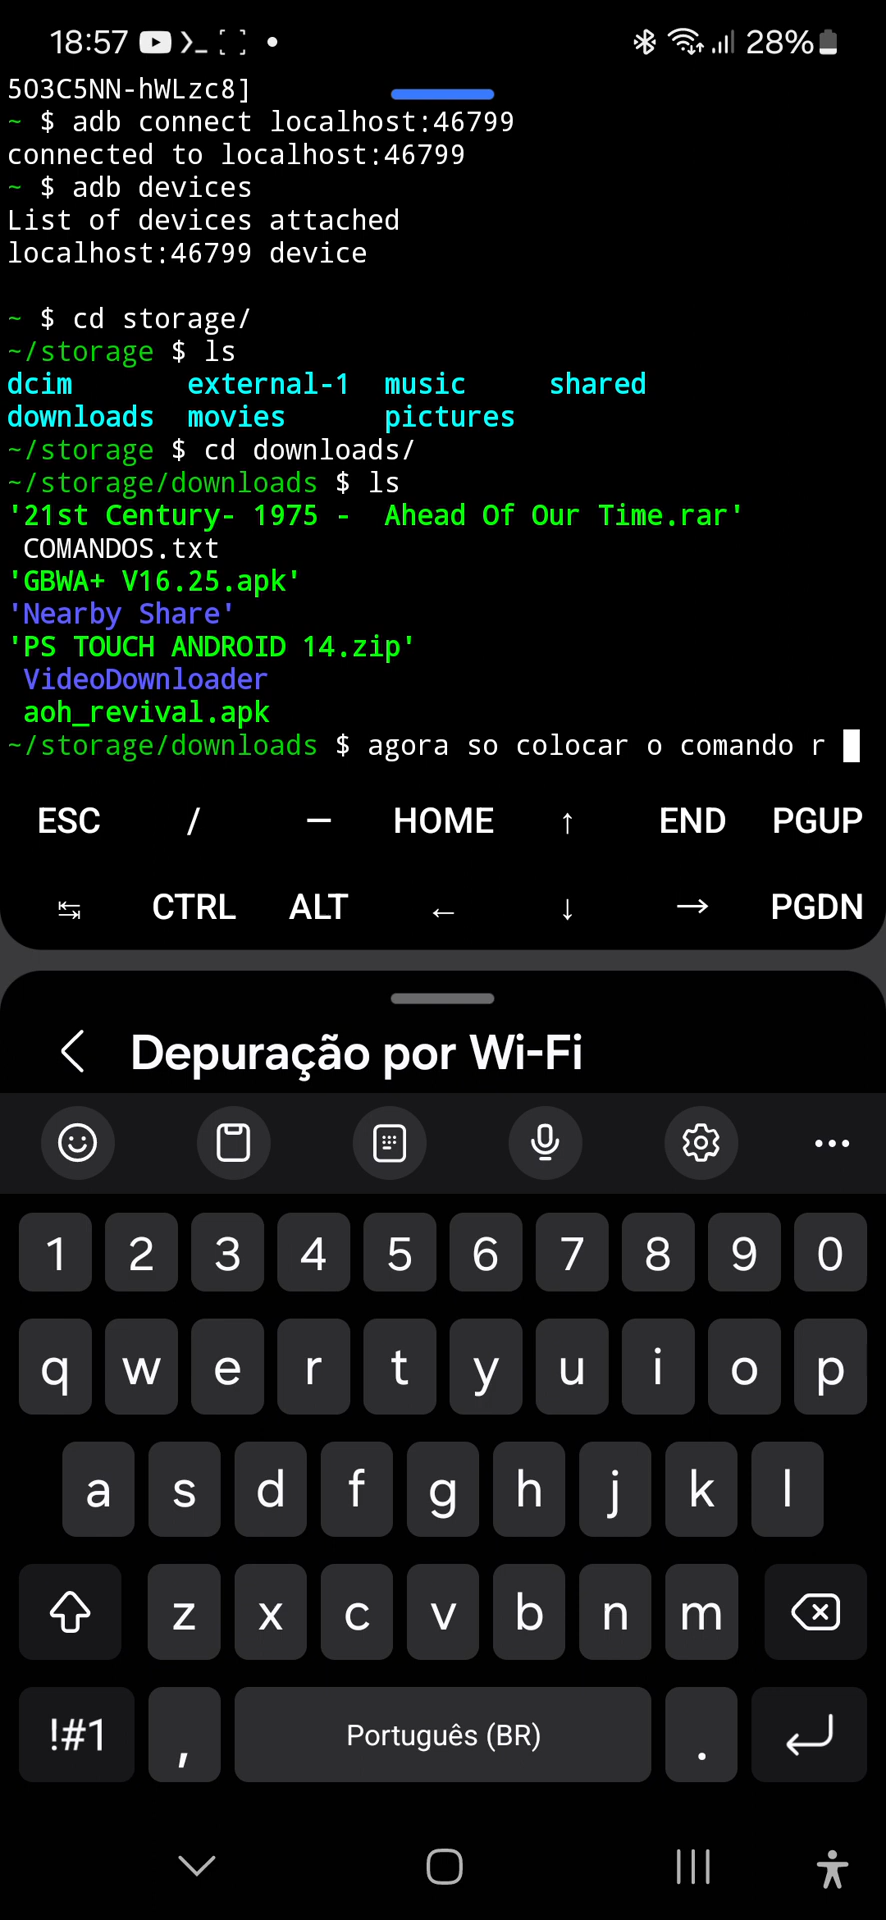 18:57 28%
5O3C5NN-hWLzc8]
~ $ adb connect localhost:46799
connected to localhost:46799
~ $ adb devices
List of devices attached
localhost:46799 device
~ $ cd storage/
~/storage $ ls
dcim external-1 music shared
downloads movies pictures
~/storage $ cd downloads/
~/storage/downloads $ ls
'21st Century- 1975 -  Ahead Of Our Time.rar'
COMANDOS.txt
'GBWA+ V16.25.apk'
'Nearby Share'
'PS TOUCH ANDROID 14.zip'
VideoDownloader
aoh_revival.apk
~/storage/downloads $ agora so colocar o comando r
ESC / — HOME ↑ END PGUP
↹ CTRL ALT ← ↓ → PGDN
Depuração por Wi-Fi
1 2 3 4 5 6 7 8 9 0
q w e r t y u i o p
a s d f g h j k l
z x c v b n m
!#1 , Português (BR) .